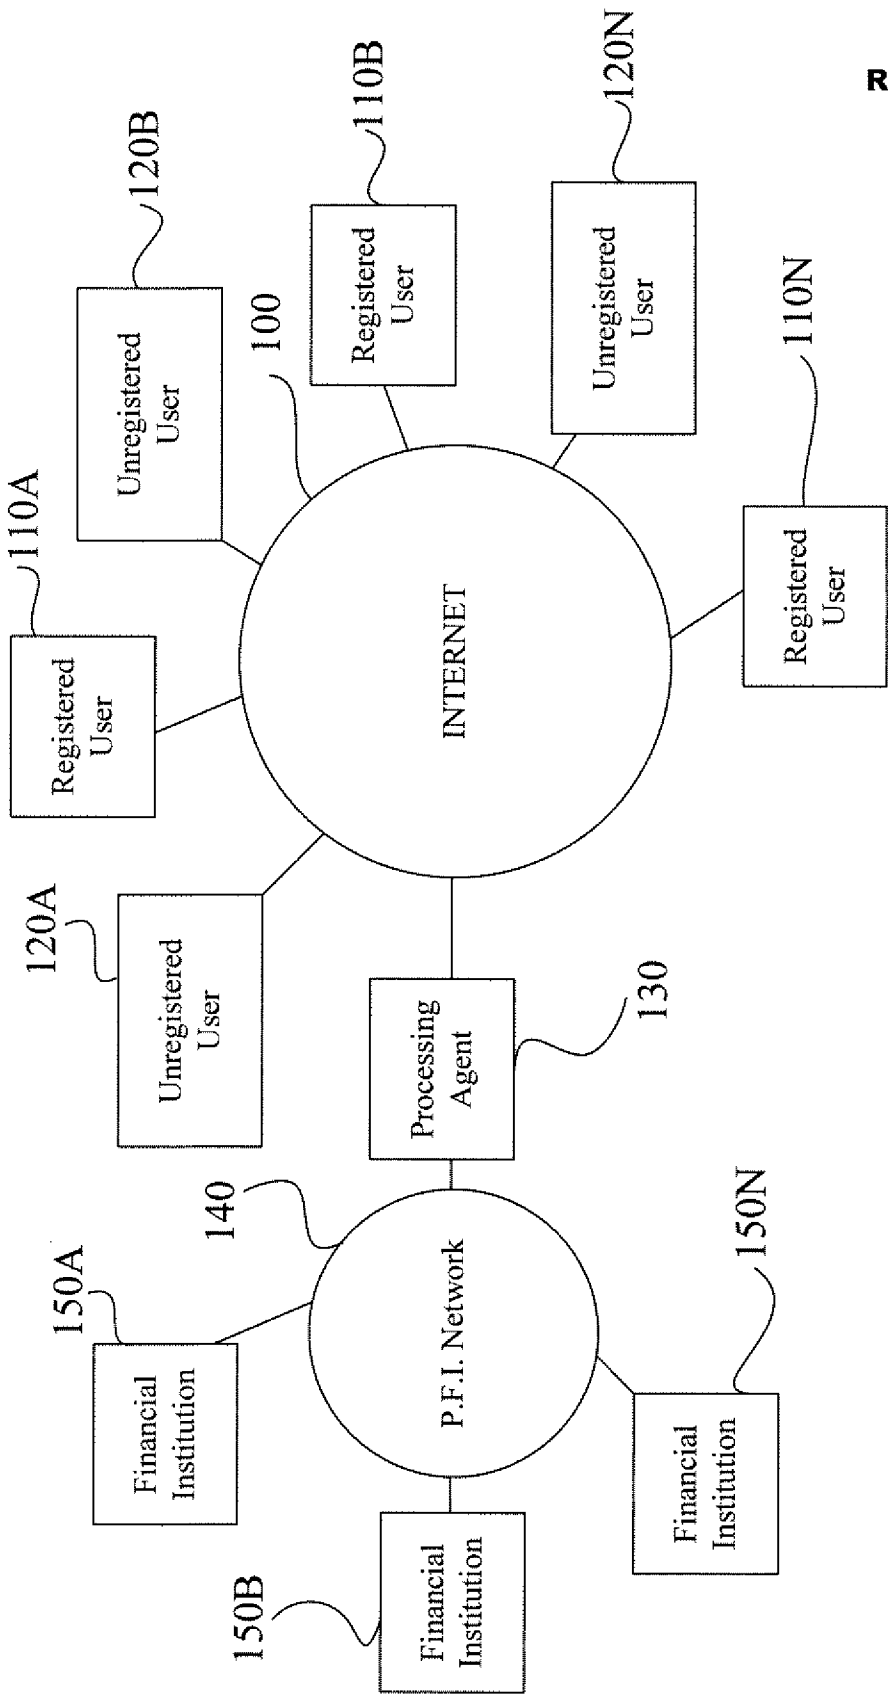 120B
110B
120N
R
Unregistered
User
100
Registered
User
Unregistered
User
110N
110A
Registered
User
INTERNET
Registered
User
120A
Unregistered
User
Processing
Agent
130
140
150A
P.F.I. Network
150N
Financial
Institution
150B
Financial
Institution
Financial
Institution